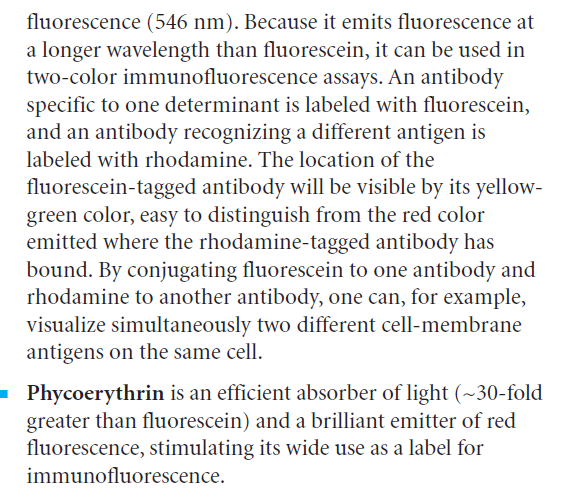 fluorescence (546 nm). Because it emits fluorescence at
a longer wavelength than fluorescein, it can be used in
two-color immunofluorescence assays. An antibody
specific to one determinant is labeled with fluorescein,
and an antibody recognizing a different antigen is
labeled with rhodamine. The location of the
fluorescein-tagged antibody will be visible by its yellow-
green color, easy to distinguish from the red color
emitted where the rhodamine-tagged antibody has
bound. By conjugating fluorescein to one antibody and
rhodamine to another antibody, one can, for example,
visualize simultaneously two different cell-membrane
antigens on the same cell.
Phycoerythrin is an efficient absorber of light (~30-fold
greater than fluorescein) and a brilliant emitter of red
fluorescence, stimulating its wide use as a label for
immunofluorescence.